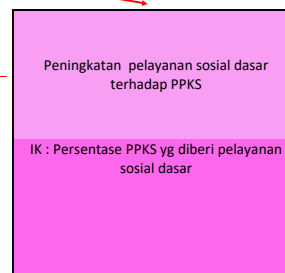 Peningkatan pelayanan sosial dasar
terhadap PPKS
IK : Persentase PPKS yg diberi pelayanan
sosial dasar